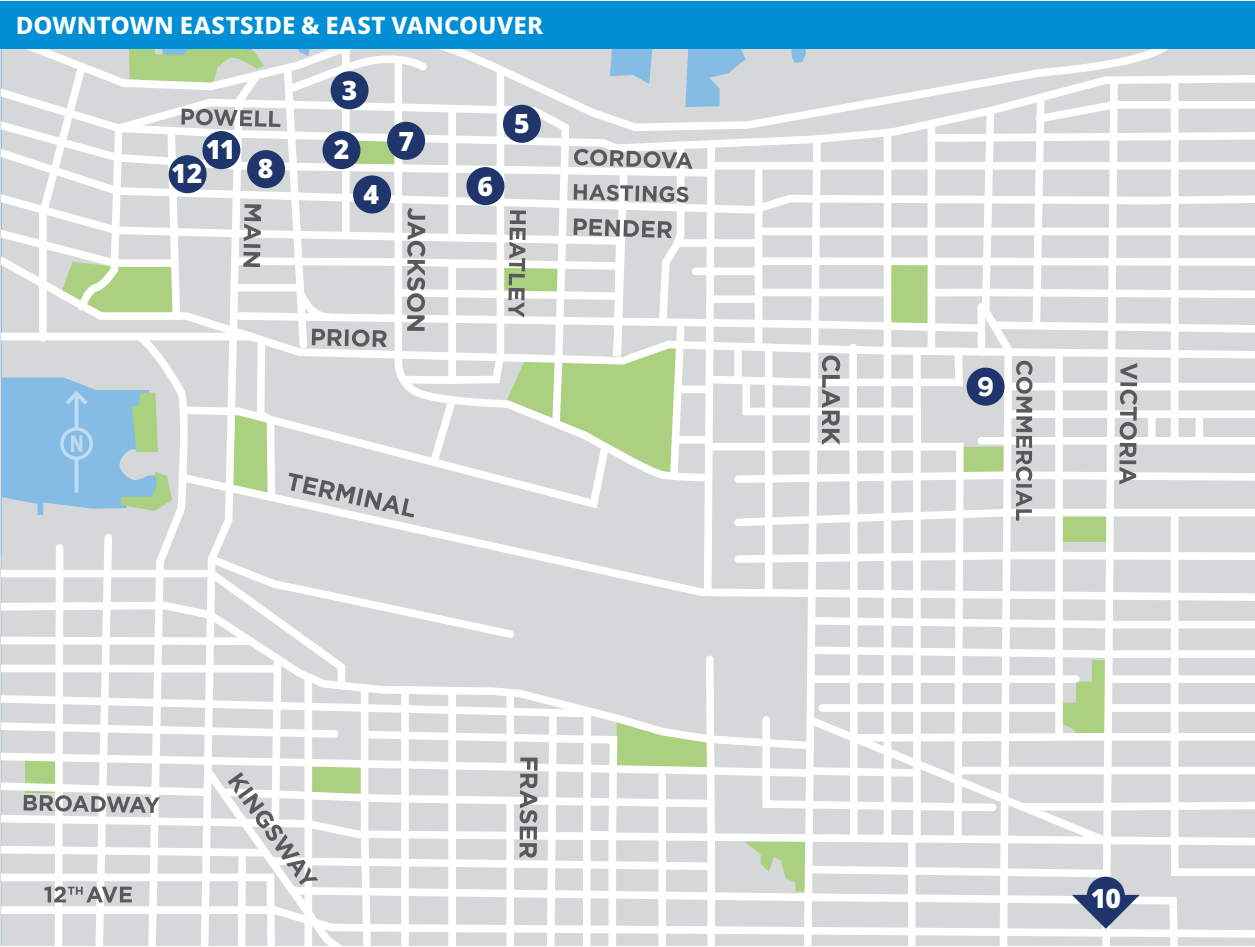 DOWNTOWN EASTSIDE & EAST VANCOUVER
3
POWELL
5
11
2
7
12
8
4
6
CORDOVA
HASTINGS
PENDER
MAIN
JACKSON
HEATLEY
PRIOR
CLARK
9
COMMERCIAL
VICTORIA
N
TERMINAL
FRASER
KINGSWAY
BROADWAY
12TH AVE
10